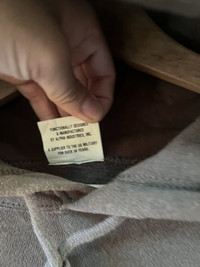 FUNCTIONALLY DESIGNED
& MANUFACTURED
BY ALPHA INDUSTRIES, INC.
A SUPPLIER TO THE US MILITARY
FOR OVER 50 YEARS.